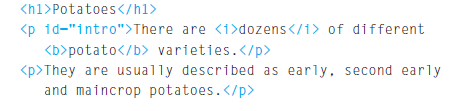 <h1>Potatoes</h1>
<p id="intro">There are <i>dozens</i> of different
<b>potato</b> varieties.</p>
<p>They are usually described as early, second early
and maincrop potatoes.</p>